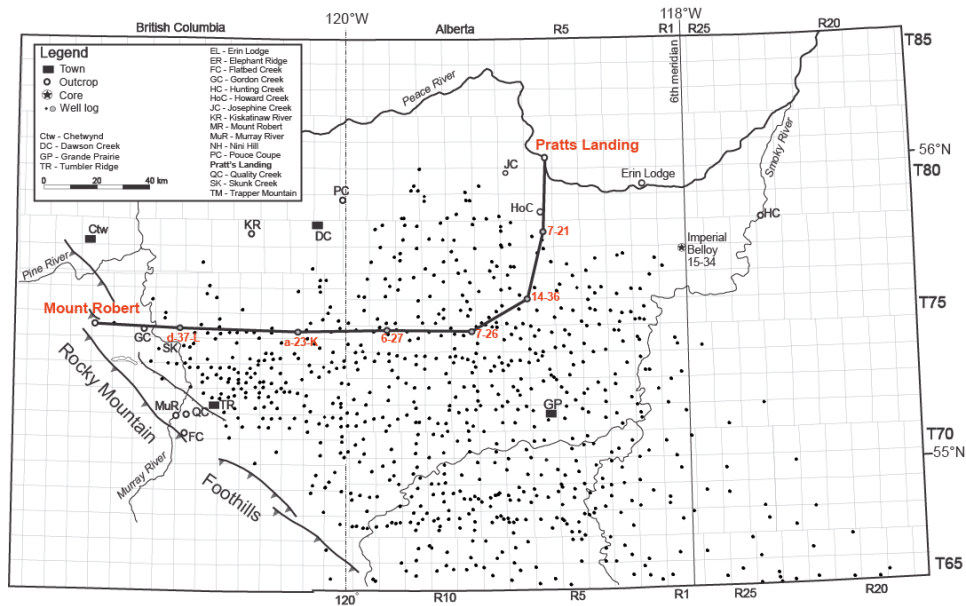 120°W
118°W
British Columbia
Alberta
R5
R1
R25
R20
T85
Legend
Town
Outcrop
Core
Well log
Ctw – Chetwynd
DC – Dawson Creek
GP – Grande Prairie
TR – Tumbler Ridge
0 20 40 km
EL - Erin Lodge
ER - Elephant Ridge
FC - Flatbed Creek
GC - Gordon Creek
HC - Hunting Creek
HoC - Howard Creek
JC - Josephine Creek
KR - Kiskatinaw River
MR - Mount Robert
MuR - Murray River
NH - Nini Hill
PC - Pouce Coupe
Pratt's Landing
QC - Quality Creek
SK - Skunk Creek
TM - Trapper Mountain
Peace River
6th meridian
Smoky River
Pratts Landing
56°N
T80
JC
Erin Lodge
PC
HoC
HC
KR
DC
7-21
Ctw
Imperial
Belloy
15-34
Pine River
14-36
T75
Mount Robert
GC
d-37-L
a-23-K
6-27
7-26
SK
Rocky Mountain
Foothills
MuR
QC
TR
GP
FC
T70
55°N
Murray River
T65
120°
R10
R5
R1
R25
R20